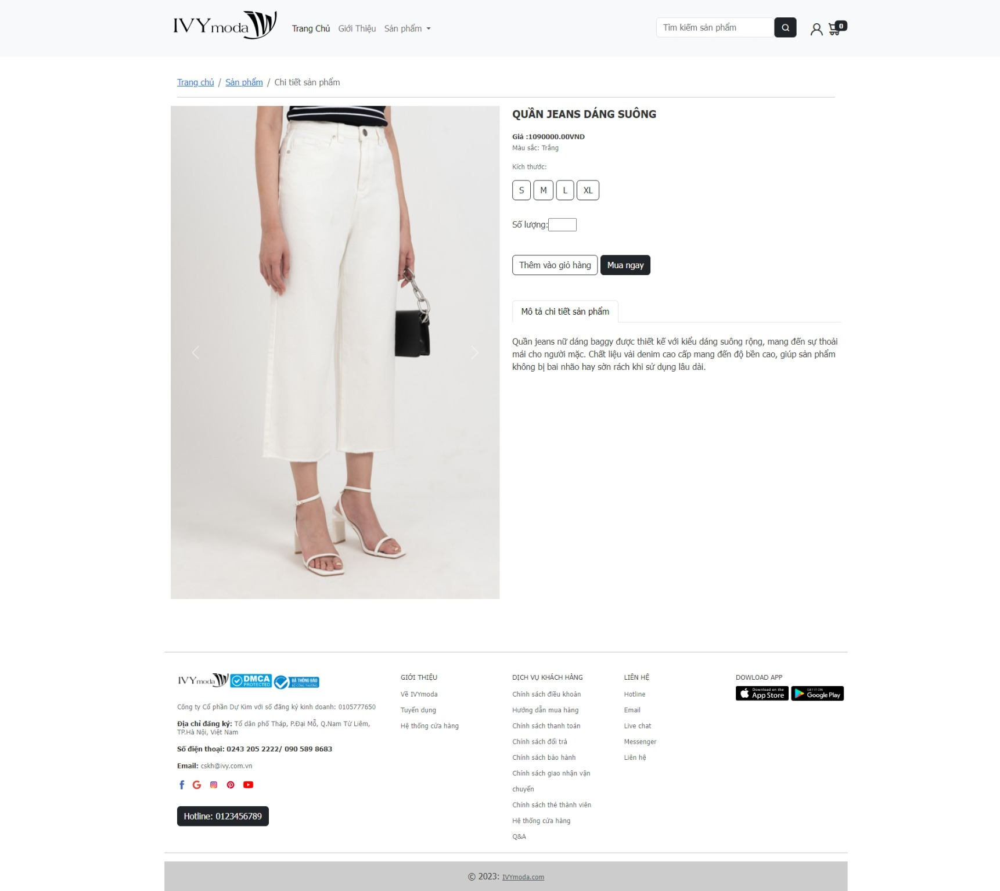 IVYmoda
Trang Chủ
Giới Thiệu
Sản phẩm
Tìm kiếm sản phẩm
0
Trang chủ / Sản phẩm / Chi tiết sản phẩm
QUẦN JEANS DÁNG SUÔNG
Giá :1090000.00VND
Màu sắc: Trắng
Kích thước:
S M L XL
Số lượng:
Thêm vào giỏ hàng
Mua ngay
Mô tả chi tiết sản phẩm
Quần jeans nữ dáng baggy được thiết kế với kiểu dáng suông rộng, mang đến sự thoải
mái cho người mặc. Chất liệu vải denim cao cấp mang đến độ bền cao, giúp sản phẩm
không bị bai nhão hay sờn rách khi sử dụng lâu dài.
IVYmoda
DMCA
PROTECTED
ĐÃ THÔNG BÁO
BỘ CÔNG THƯƠNG
Công ty Cổ phần Dự Kim với số đăng ký kinh doanh: 0105777650
Địa chỉ đăng ký: Tổ dân phố Tháp, P.Đại Mỗ, Q.Nam Từ Liêm,
TP.Hà Nội, Việt Nam
Số điện thoại: 0243 205 2222/ 090 589 8683
Email: cskh@ivy.com.vn
Hotline: 0123456789
GIỚI THIỆU
Về IVYmoda
Tuyển dụng
Hệ thống cửa hàng
DỊCH VỤ KHÁCH HÀNG
Chính sách điều khoản
Hướng dẫn mua hàng
Chính sách thanh toán
Chính sách đổi trả
Chính sách bảo hành
Chính sách giao nhận vận
chuyển
Chính sách thẻ thành viên
Hệ thống cửa hàng
Q&A
LIÊN HỆ
Hotline
Email
Live chat
Messenger
Liên hệ
DOWLOAD APP
Download on the
App Store
GET IT ON
Google Play
© 2023: IVYmoda.com